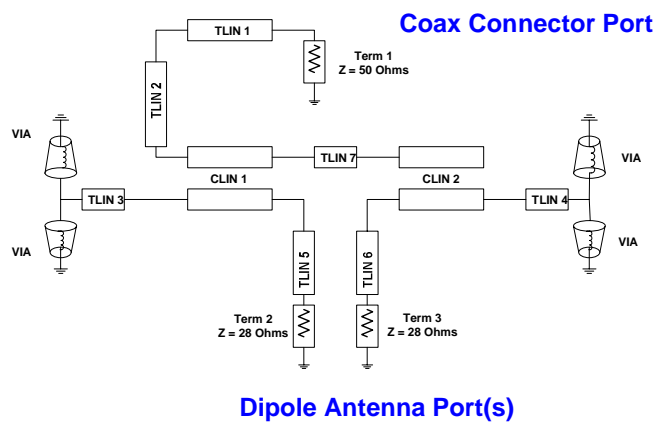 Coax Connector Port
TLIN 1
Term 1
Z = 50 Ohms
TLIN 2
VIA
VIA
TLIN 7
CLIN 1
CLIN 2
TLIN 3
TLIN 4
VIA
VIA
TLIN 5
TLIN 6
Term 2
Z = 28 Ohms
Term 3
Z = 28 Ohms
Dipole Antenna Port(s)